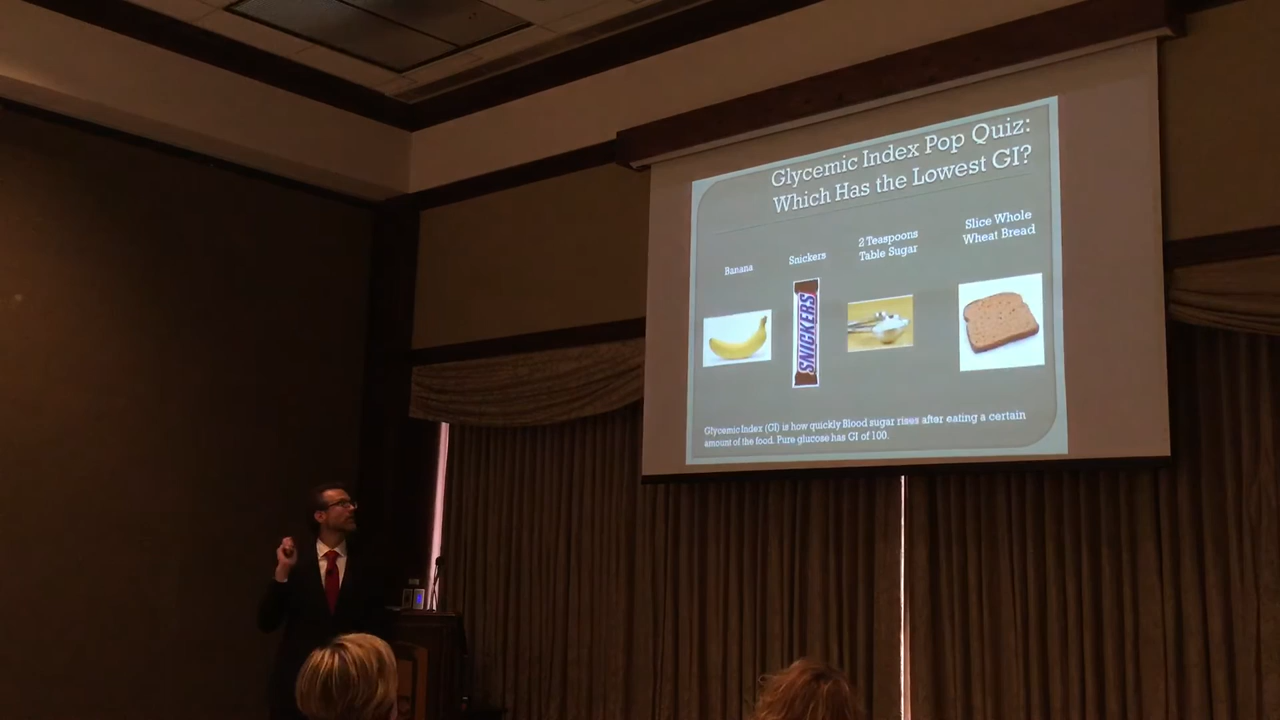 Glycemic Index Pop Quiz:
Which Has the Lowest GI?
Banana
Snickers
2 Teaspoons
Table Sugar
Slice Whole
Wheat Bread
SNICKERS
Glycemic Index (GI) is how quickly Blood sugar rises after eating a certain
amount of the food. Pure glucose has GI of 100.